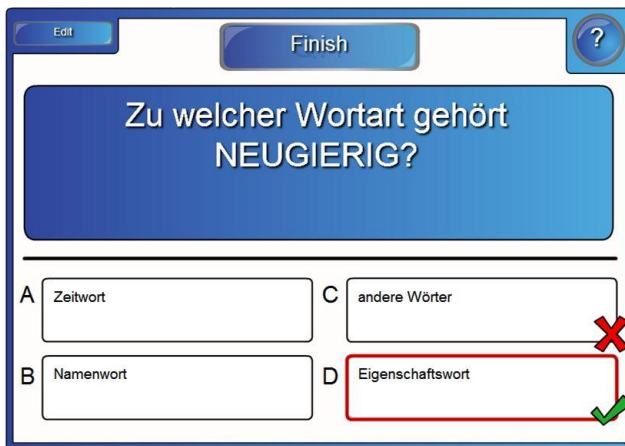 Edit
Finish
?
Zu welcher Wortart gehört
NEUGIERIG?
A
Zeitwort
C
andere Wörter
B
Namenwort
D
Eigenschaftswort